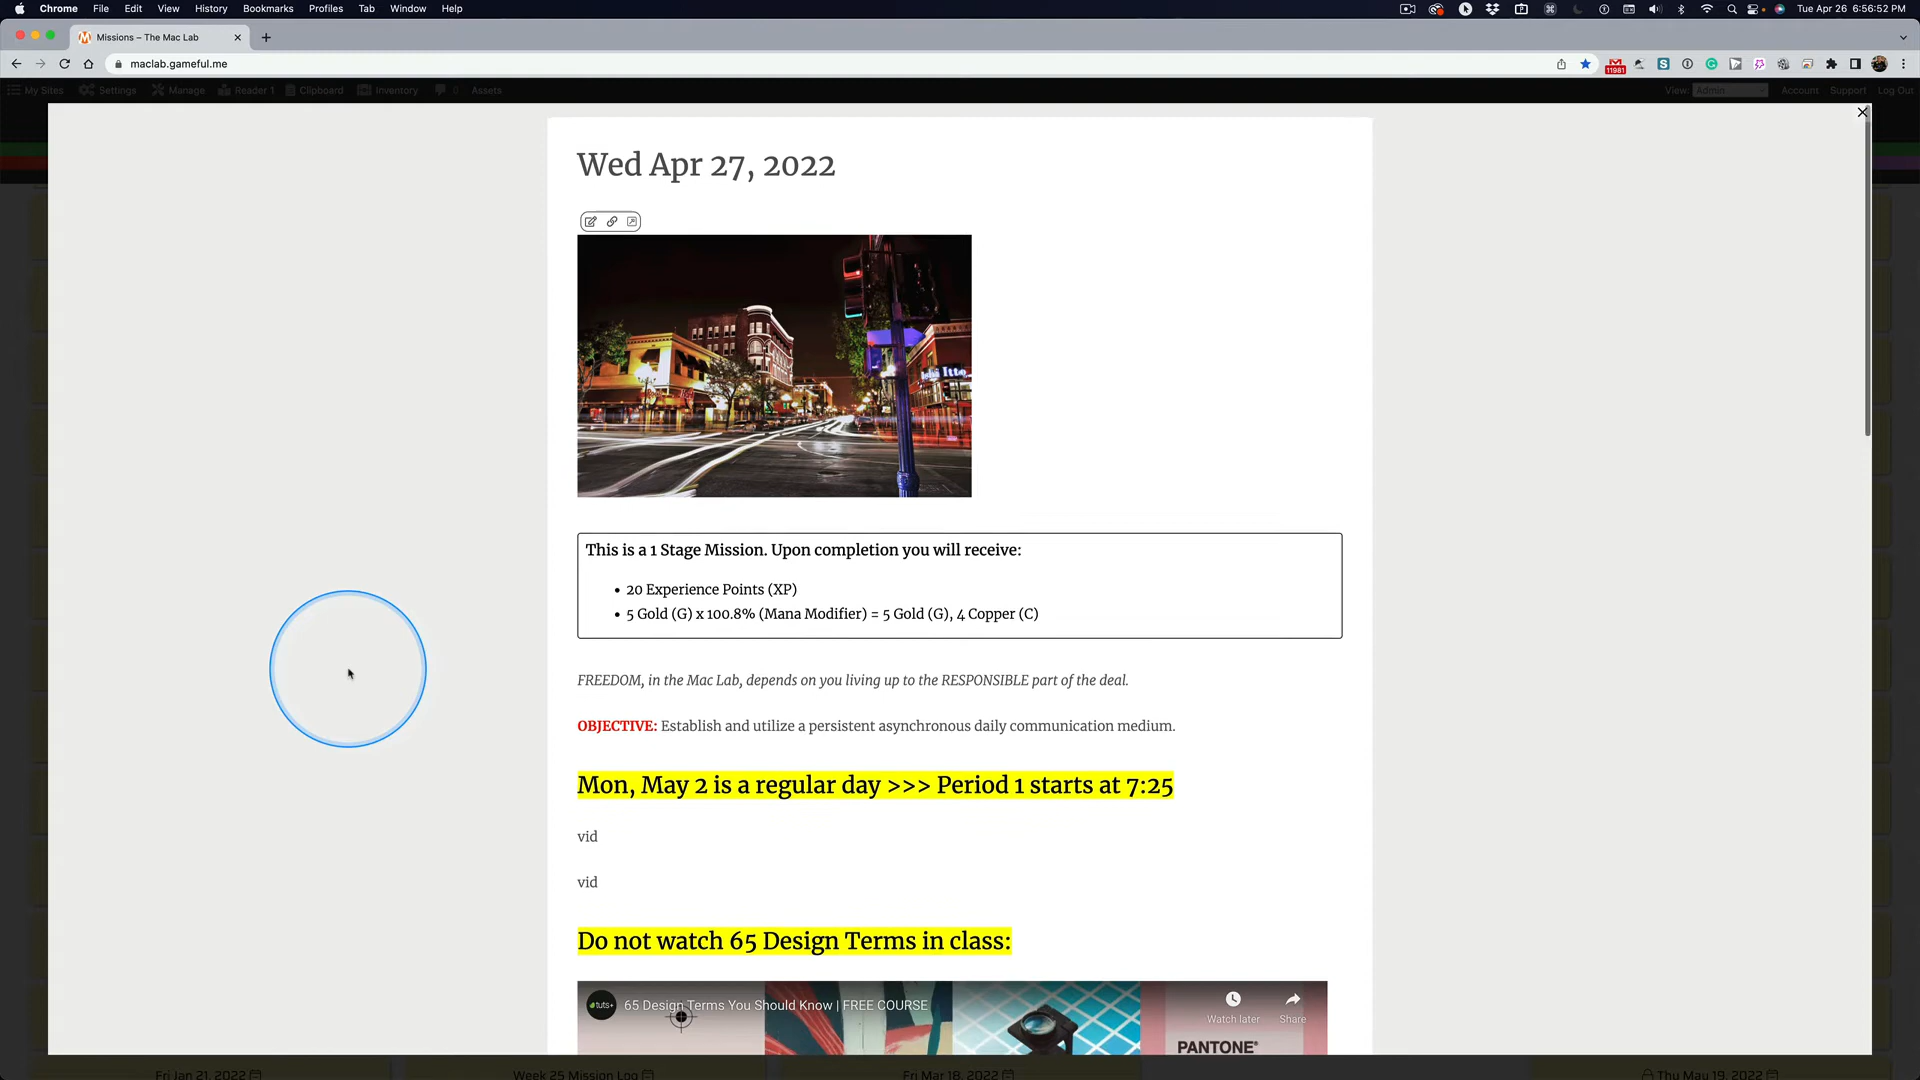 Chrome File Edit View History Bookmarks Profiles Tab Window Help Tue Apr 26 6:56:52 PM
Missions – The Mac Lab
maclab.gameful.me
11981
My Sites Settings Manage Reader 1 Clipboard Inventory 0 Assets View: Admin Account Support Log Out
Wed Apr 27, 2022
This is a 1 Stage Mission. Upon completion you will receive:
• 20 Experience Points (XP)
• 5 Gold (G) x 100.8% (Mana Modifier) = 5 Gold (G), 4 Copper (C)
FREEDOM, in the Mac Lab, depends on you living up to the RESPONSIBLE part of the deal.
OBJECTIVE: Establish and utilize a persistent asynchronous daily communication medium.
Mon, May 2 is a regular day >>> Period 1 starts at 7:25
vid
vid
Do not watch 65 Design Terms in class:
tuts+ 65 Design Terms You Should Know | FREE COURSE
Watch later Share
PANTONE®
Fri Jan 21, 2022 Week 25 Mission Log Fri Mar 18, 2022 Thu May 19, 2022